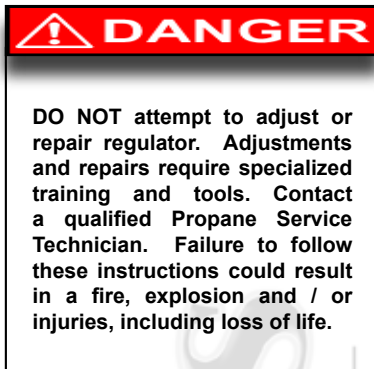 DANGER
DO NOT attempt to adjust or
repair regulator. Adjustments
and repairs require specialized
training and tools. Contact
a qualified Propane Service
Technician. Failure to follow
these instructions could result
in a fire, explosion and / or
injuries, including loss of life.